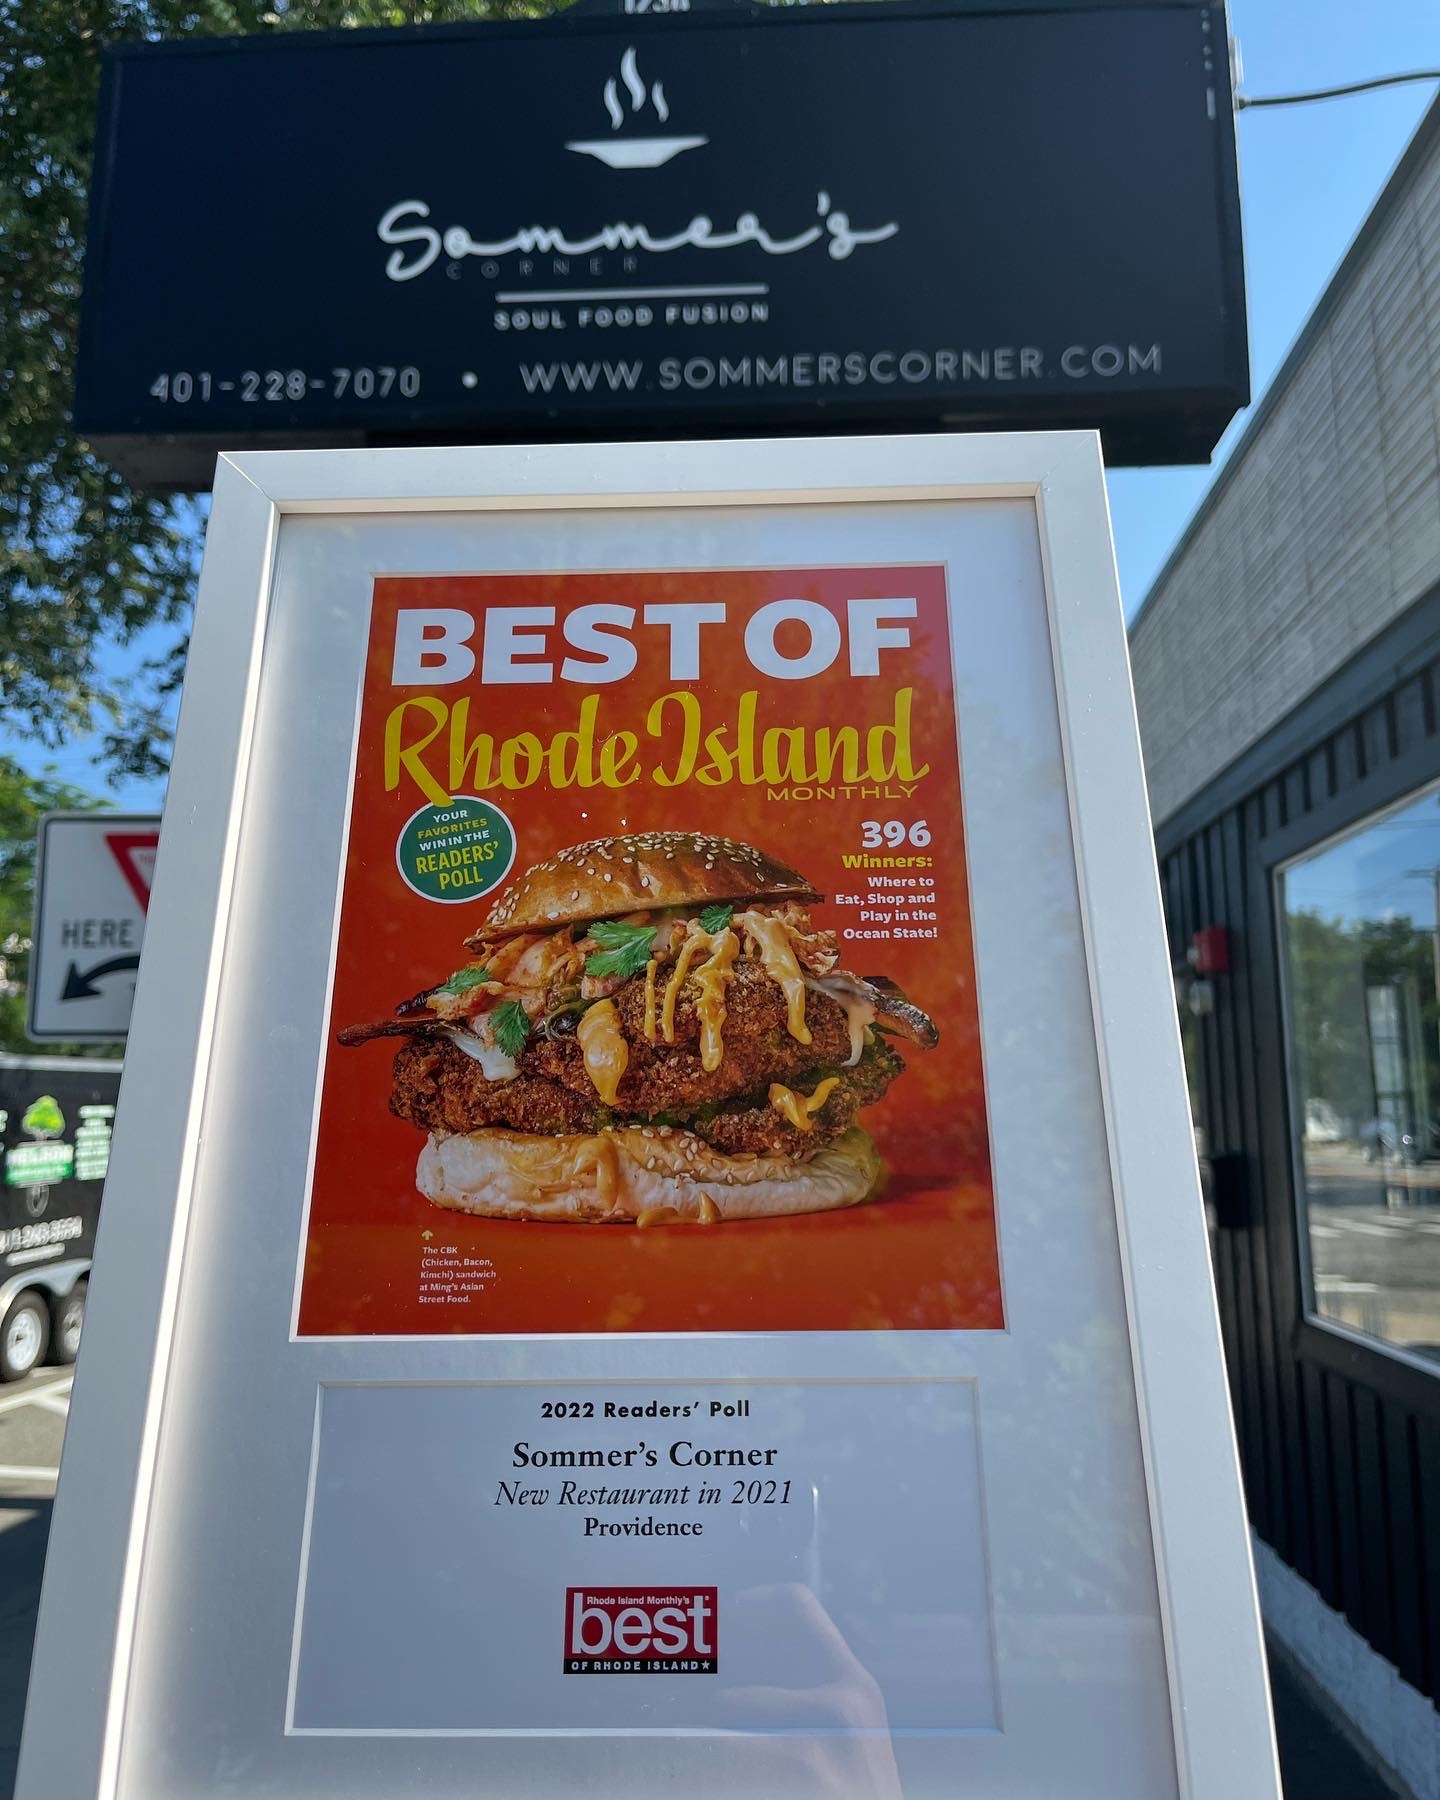 Sommer's
CORNER
SOUL FOOD FUSION
401-228-7070 • WWW.SOMMERSCORNER.COM
BEST OF
Rhode Island
MONTHLY
YOUR
FAVORITES
WIN IN THE
READERS'
POLL
396
Winners:
Where to
Eat, Shop and
Play in the
Ocean State!
HERE
The CBK
(Chicken, Bacon,
Kimchi) sandwich
at Ming's Asian
Street Food.
2022 Readers' Poll
Sommer's Corner
New Restaurant in 2021
Providence
Rhode Island Monthly's
best
OF RHODE ISLAND★